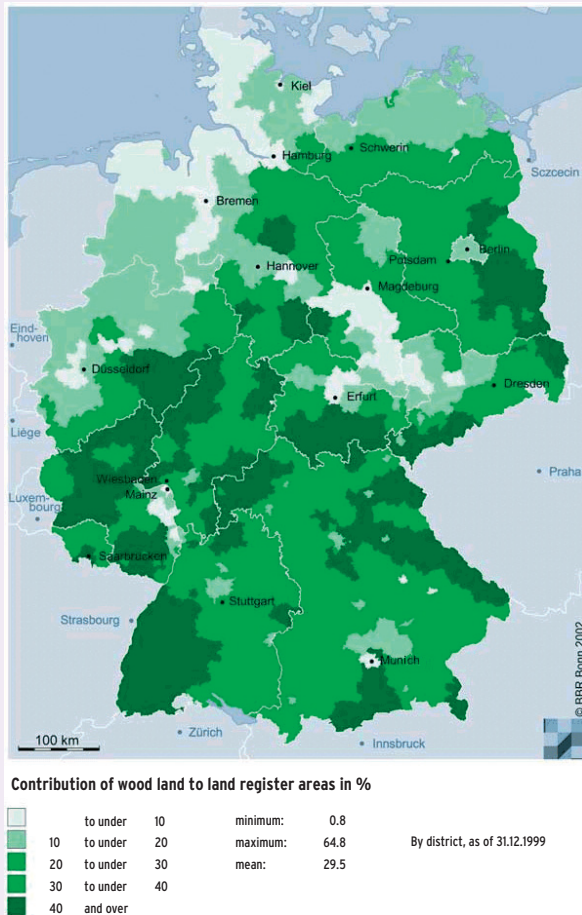 Kiel
Hamburg
Schwerin
Sczcecin
Bremen
Hannover
Berlin
Potsdam
Magdeburg
Eind-
hoven
Düsseldorf
Erfurt
Dresden
Liège
Praha
Wiesbaden
Mainz
Luxem-
bourg
Saarbrücken
Strasbourg
Stuttgart
Munich
Zürich
Innsbruck
100 km
© BBR Bonn 2002
Contribution of wood land to land register areas in %
to under 10 minimum: 0.8
10 to under 20 maximum: 64.8 By district, as of 31.12.1999
20 to under 30 mean: 29.5
30 to under 40
40 and over